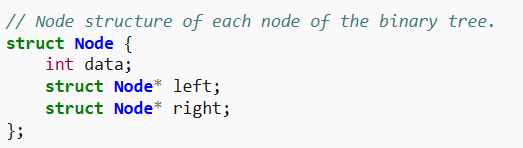 // Node structure of each node of the binary tree.
struct Node {
    int data;
    struct Node* left;
    struct Node* right;
};